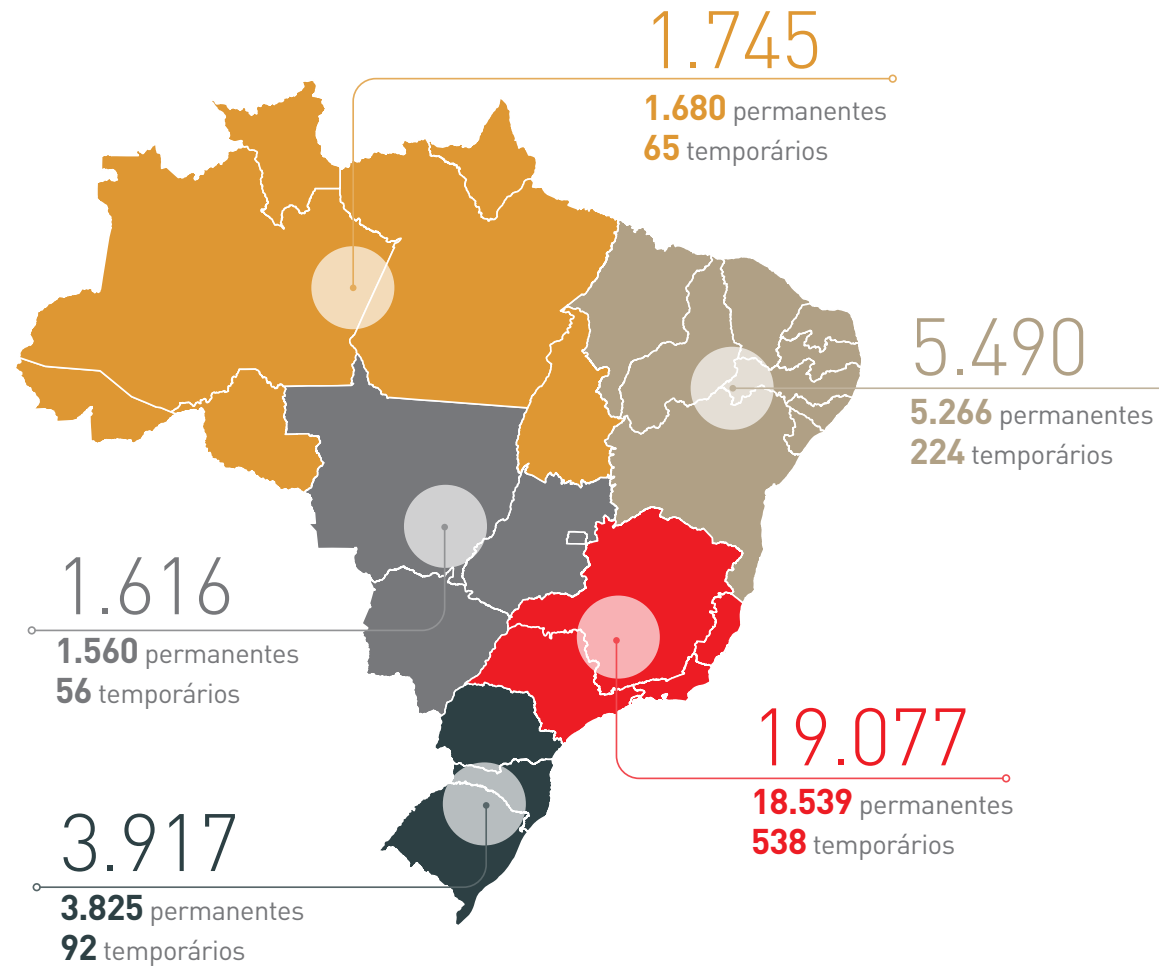 1.745
1.680 permanentes
65 temporários
5.490
5.266 permanentes
224 temporários
1.616
1.560 permanentes
56 temporários
19.077
18.539 permanentes
538 temporários
3.917
3.825 permanentes
92 temporários